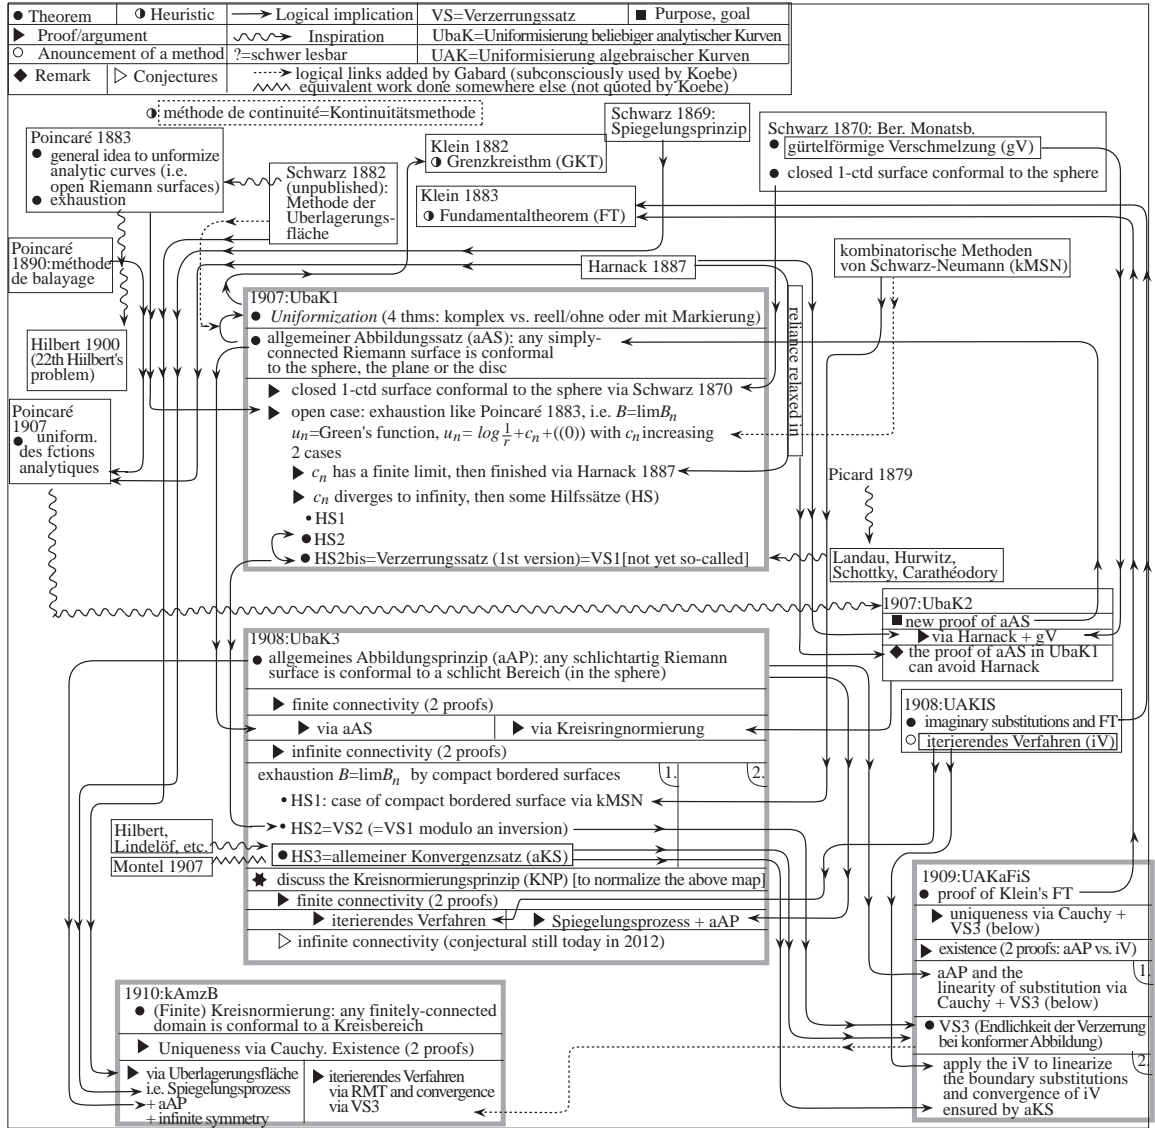 ● Theorem
◑ Heuristic
Logical implication
VS=Verzerrungssatz
■ Purpose, goal
▶ Proof/argument
Inspiration
UbaK=Uniformisierung beliebiger analytischer Kurven
○ Anouncement of a method
?=schwer lesbar
UAK=Uniformisierung algebraischer Kurven
◆ Remark
▷ Conjectures
logical links added by Gabard (subconsciously used by Koebe)
equivalent work done somewhere else (not quoted by Koebe)
◑ méthode de continuité=Kontinuitätsmethode
Schwarz 1869:
Spiegelungsprinzip
Poincaré 1883
● general idea to unformize
analytic curves (i.e.
open Riemann surfaces)
● exhaustion
Schwarz 1882
(unpublished):
Methode der
Uberlagerungs-
fläche
Klein 1882
◑ Grenzkreisthm (GKT)
Klein 1883
◑ Fundamentaltheorem (FT)
Schwarz 1870: Ber. Monatsb.
● gürtelförmige Verschmelzung (gV)
● closed 1-ctd surface conformal to the sphere
Poincaré
1890:méthode
de balayage
Harnack 1887
kombinatorische Methoden
von Schwarz-Neumann (kMSN)
reliance relaxed in
Hilbert 1900
(22th Hiilbert's
problem)
Poincaré
1907
● uniform.
des fctions
analytiques
1907:UbaK1
● Uniformization (4 thms: komplex vs. reell/ohne oder mit Markierung)
● allgemeiner Abbildungssatz (aAS): any simply-
connected Riemann surface is conformal
to the sphere, the plane or the disc
▶ closed 1-ctd surface conformal to the sphere via Schwarz 1870
▶ open case: exhaustion like Poincaré 1883, i.e. B=limBn
un=Green's function, un= log 1/r +cn +((0)) with cn increasing
2 cases
▶ cn has a finite limit, then finished via Harnack 1887
▶ cn diverges to infinity, then some Hilfssätze (HS)
• HS1
● HS2
● HS2bis=Verzerrungssatz (1st version)=VS1[not yet so-called]
Picard 1879
Landau, Hurwitz,
Schottky, Carathéodory
1907:UbaK2
■ new proof of aAS
▶ via Harnack + gV
◆ the proof of aAS in UbaK1
can avoid Harnack
1908:UbaK3
● allgemeines Abbildungsprinzip (aAP): any schlichtartig Riemann
surface is conformal to a schlicht Bereich (in the sphere)
▶ finite connectivity (2 proofs)
▶ via aAS
▶ via Kreisringnormierung
▶ infinite connectivity (2 proofs)
exhaustion B=limBn by compact bordered surfaces
1.
2.
• HS1: case of compact bordered surface via kMSN
• HS2=VS2 (=VS1 modulo an inversion)
● HS3=allemeiner Konvergenzsatz (aKS)
discuss the Kreisnormierungsprinzip (KNP) [to normalize the above map]
▶ finite connectivity (2 proofs)
▶ iterierendes Verfahren
▶ Spiegelungsprozess + aAP
▷ infinite connectivity (conjectural still today in 2012)
Hilbert,
Lindelöf, etc.
Montel 1907
1908:UAKIS
● imaginary substitutions and FT
○ iterierendes Verfahren (iV)
1909:UAKaFiS
● proof of Klein's FT
▶ uniqueness via Cauchy +
VS3 (below)
▶ existence (2 proofs: aAP vs. iV)
1.
aAP and the
linearity of substitution via
Cauchy + VS3 (below)
● VS3 (Endlichkeit der Verzerrung
bei konformer Abbildung)
2.
apply the iV to linearize
the boundary substitutions
and convergence of iV
ensured by aKS
1910:kAmzB
● (Finite) Kreisnormierung: any finitely-connected
domain is conformal to a Kreisbereich
▶ Uniqueness via Cauchy. Existence (2 proofs)
▶ via Uberlagerungsfläche
i.e. Spiegelungsprozess
+ aAP
+ infinite symmetry
▶ iterierendes Verfahren
via RMT and convergence
via VS3